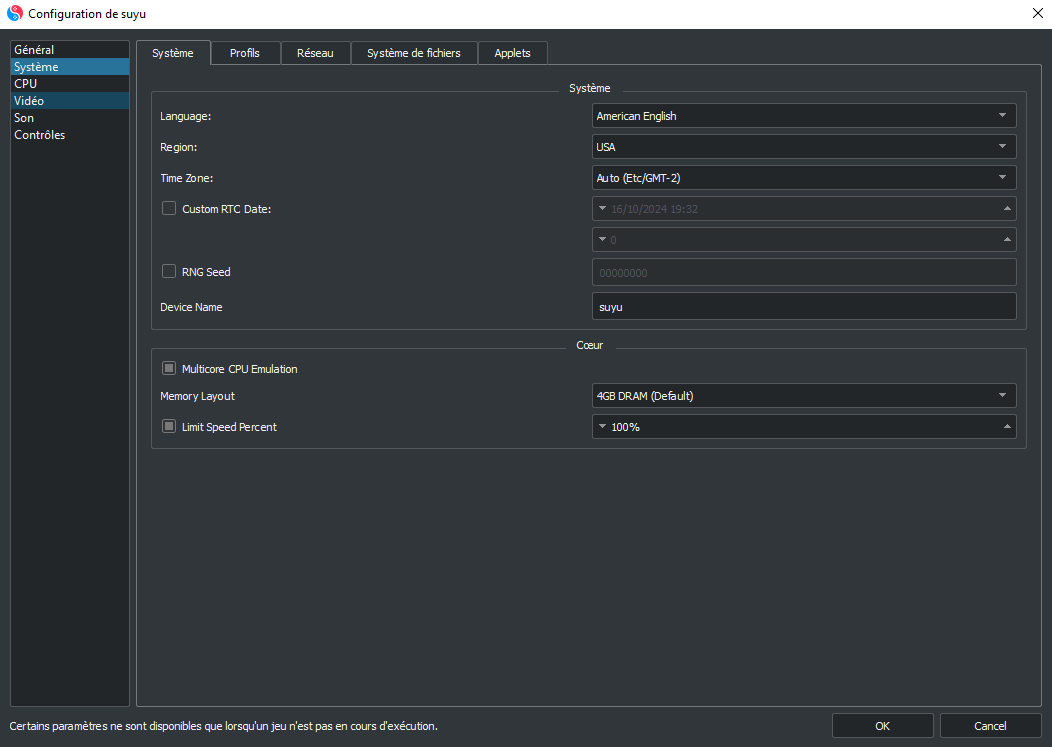 Configuration de suyu
Général
Système
CPU
Vidéo
Son
Contrôles
Système Profils Réseau Système de fichiers Applets
Système
Language: American English
Region: USA
Time Zone: Auto (Etc/GMT-2)
Custom RTC Date: 16/10/2024 19:32
0
RNG Seed 00000000
Device Name suyu
Cœur
Multicore CPU Emulation
Memory Layout 4GB DRAM (Default)
Limit Speed Percent 100%
Certains paramètres ne sont disponibles que lorsqu'un jeu n'est pas en cours d'exécution.
OK Cancel